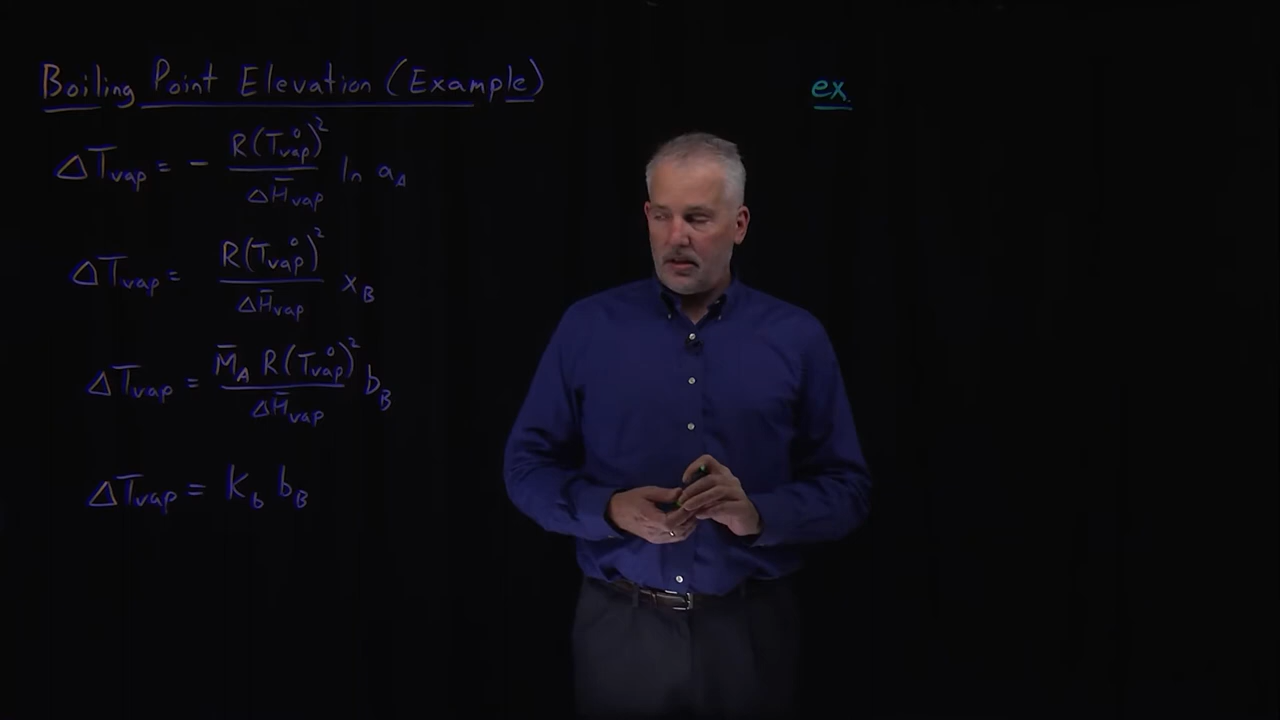 Boiling Point Elevation (Example)
ex.
ΔT_vap = - R(T°_vap)² / ΔH̄_vap ln a_A
ΔT_vap = R(T°_vap)² / ΔH̄_vap x_B
ΔT_vap = M̄_A R(T°_vap)² / ΔH̄_vap b_B
ΔT_vap = K_b b_B